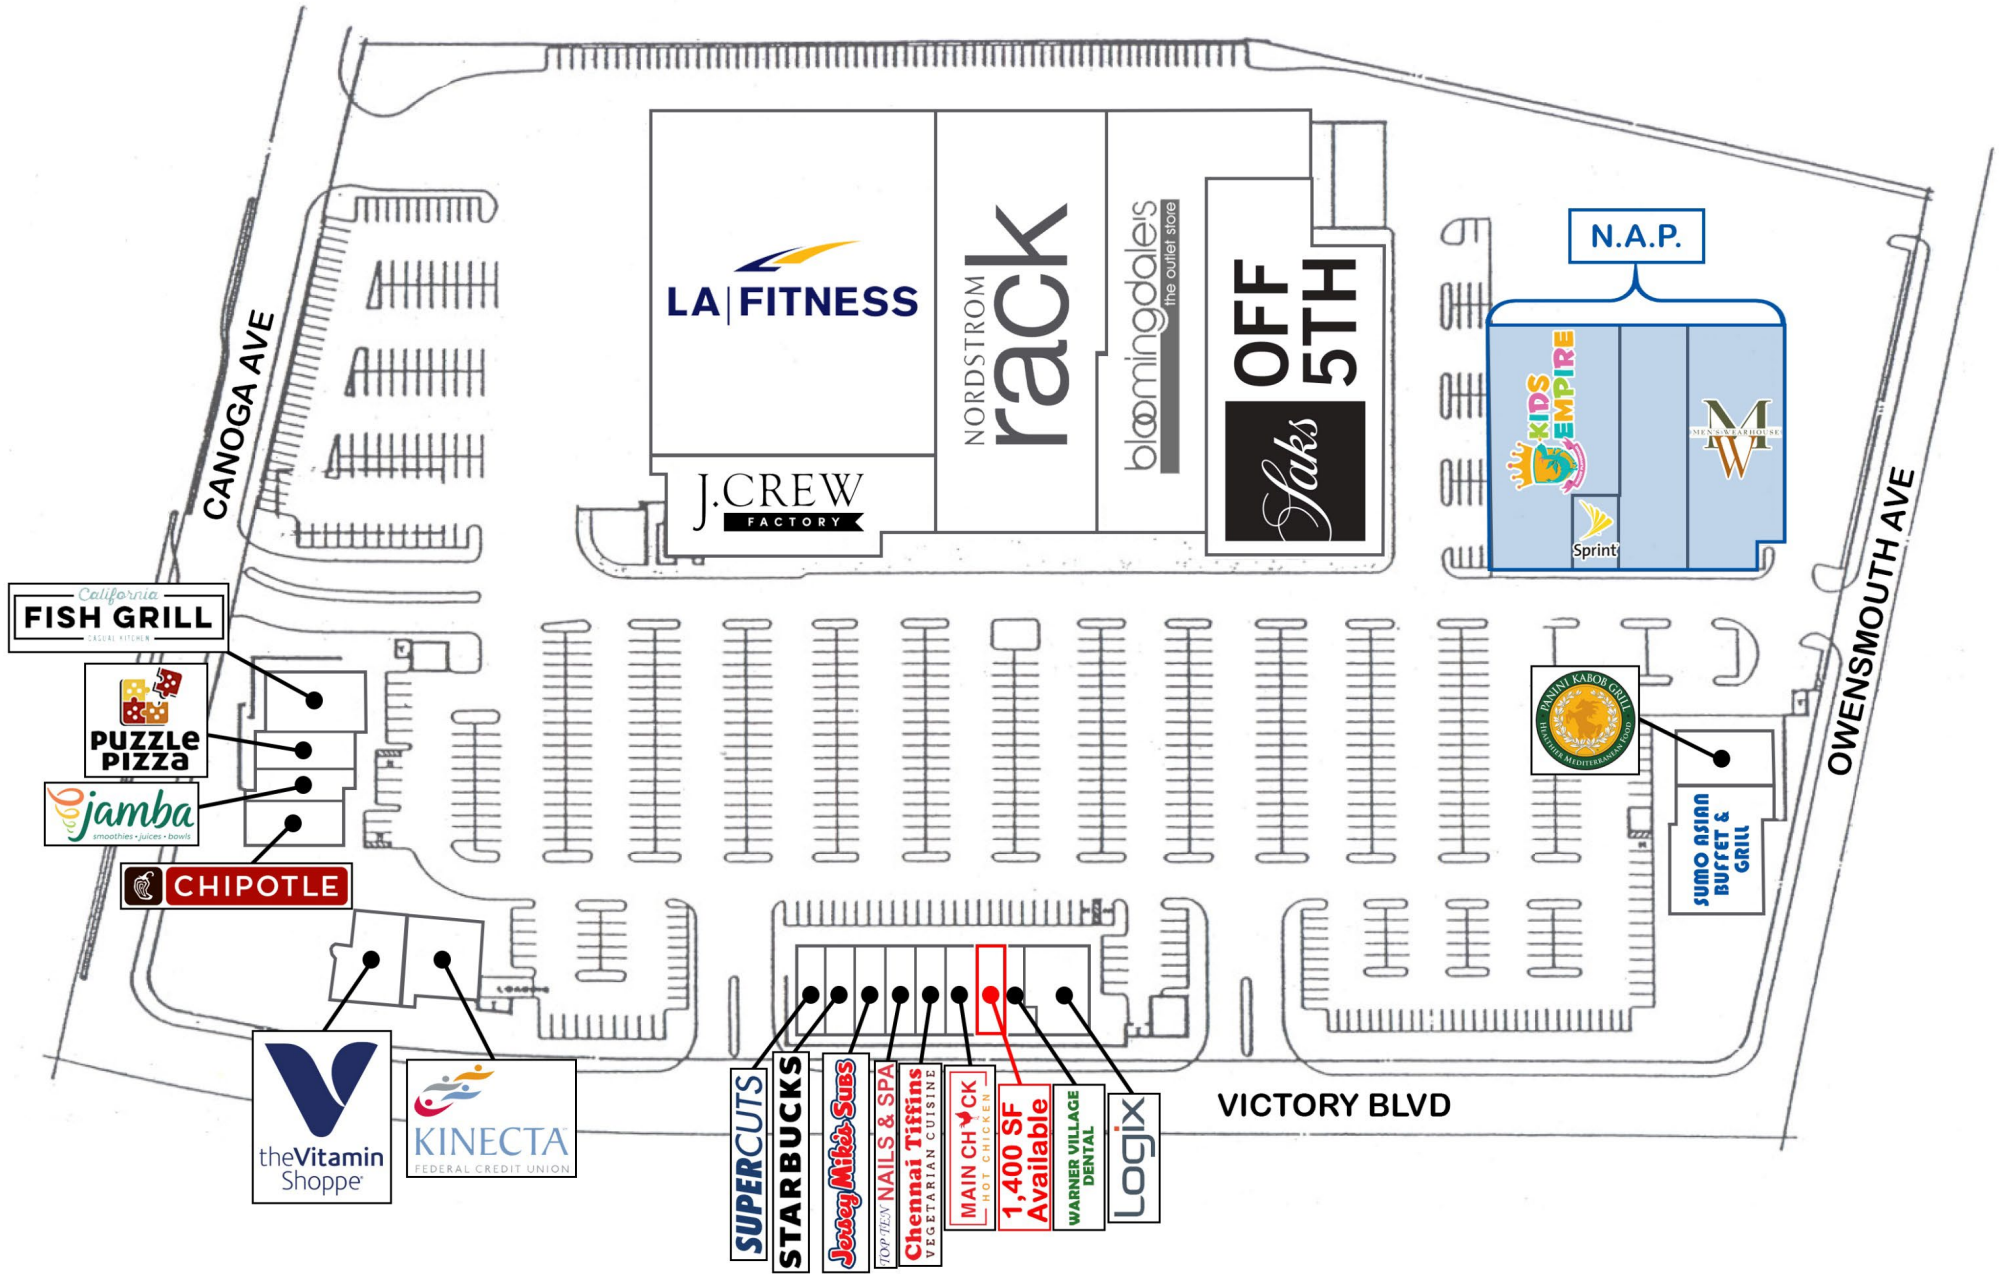 N.A.P.
LA|FITNESS
NORDSTROM
rack
bloomingdale's
the outlet store
OFF
5TH
Saks
KIDS
EMPIRE
Sprint
MW
MEN'S WEARHOUSE
J.CREW
FACTORY
CANOGA AVE
OWENSMOUTH AVE
California
FISH GRILL
CASUAL KITCHEN
PUZZLE
PIZZA
jamba
smoothies • juices • bowls
CHIPOTLE
PANINI KABOB GRILL
HEALTHIER MEDITERRANEAN FOOD
SUMO ASIAN
BUFFET &
GRILL
LOADING
theVitamin
Shoppe
KINECTA
FEDERAL CREDIT UNION
SUPERCUTS
STARBUCKS
Jersey Mike's SUBS
TOP TEN NAILS & SPA
Chennai Tiffins
VEGETARIAN CUISINE
MAIN CHICK
HOT CHICKEN
1,400 SF
Available
WARNER VILLAGE
DENTAL
Logix
VICTORY BLVD